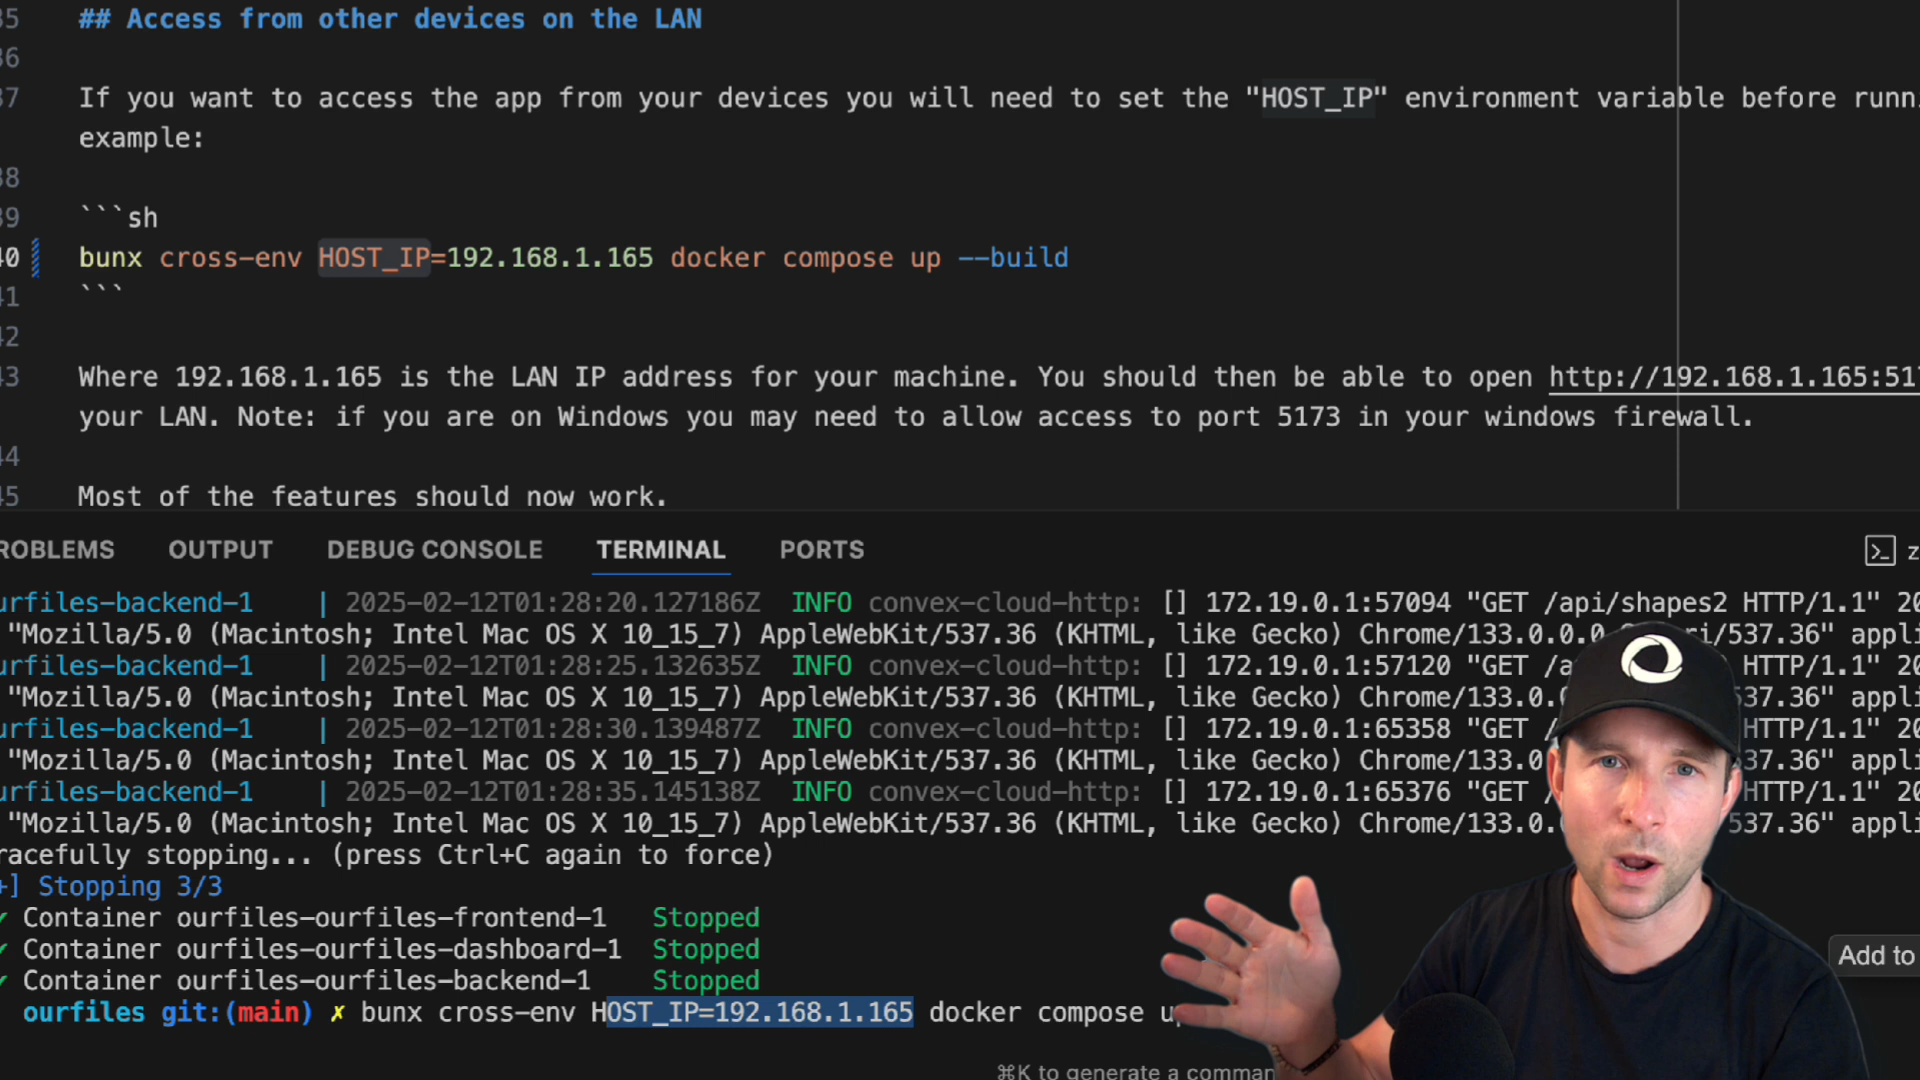 35 ## Access from other devices on the LAN
36
37 If you want to access the app from your devices you will need to set the "HOST_IP" environment variable before runni
example:
38
39 ```sh
40 bunx cross-env HOST_IP=192.168.1.165 docker compose up --build
41 ```
42
43 Where 192.168.1.165 is the LAN IP address for your machine. You should then be able to open http://192.168.1.165:517
your LAN. Note: if you are on Windows you may need to allow access to port 5173 in your windows firewall.
44
45 Most of the features should now work.
ROBLEMS OUTPUT DEBUG CONSOLE TERMINAL PORTS z
urfiles-backend-1 | 2025-02-12T01:28:20.127186Z INFO convex-cloud-http: [] 172.19.0.1:57094 "GET /api/shapes2 HTTP/1.1" 20
"Mozilla/5.0 (Macintosh; Intel Mac OS X 10_15_7) AppleWebKit/537.36 (KHTML, like Gecko) Chrome/133.0.0.0 ri/537.36" appli
urfiles-backend-1 | 2025-02-12T01:28:25.132635Z INFO convex-cloud-http: [] 172.19.0.1:57120 "GET /a HTTP/1.1" 20
"Mozilla/5.0 (Macintosh; Intel Mac OS X 10_15_7) AppleWebKit/537.36 (KHTML, like Gecko) Chrome/133.0. 537.36" appli
urfiles-backend-1 | 2025-02-12T01:28:30.139487Z INFO convex-cloud-http: [] 172.19.0.1:65358 "GET / HTTP/1.1" 20
"Mozilla/5.0 (Macintosh; Intel Mac OS X 10_15_7) AppleWebKit/537.36 (KHTML, like Gecko) Chrome/133.0. 37.36" appli
urfiles-backend-1 | 2025-02-12T01:28:35.145138Z INFO convex-cloud-http: [] 172.19.0.1:65376 "GET / HTTP/1.1" 20
"Mozilla/5.0 (Macintosh; Intel Mac OS X 10_15_7) AppleWebKit/537.36 (KHTML, like Gecko) Chrome/133.0. 537.36" appli
racefully stopping... (press Ctrl+C again to force)
+] Stopping 3/3
✓ Container ourfiles-ourfiles-frontend-1 Stopped
✓ Container ourfiles-ourfiles-dashboard-1 Stopped
✓ Container ourfiles-ourfiles-backend-1 Stopped
ourfiles git:(main) ✗ bunx cross-env HOST_IP=192.168.1.165 docker compose up
Add to
⌘K to generate a comman